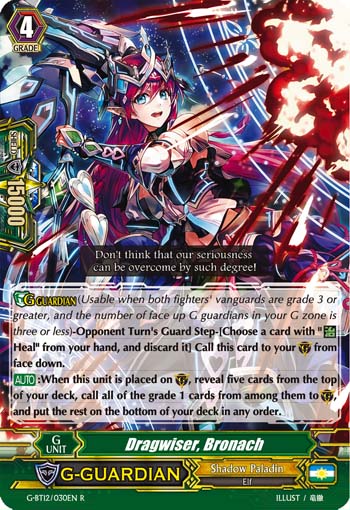 4
GRADE
SHIELD
15000
Don't think that our seriousness
can be overcome by such degree!
G GUARDIAN (Usable when both fighters' vanguards are grade 3 or
greater, and the number of face up G guardians in your G zone is
three or less)-Opponent Turn's Guard Step-[Choose a card with "
Heal" from your hand, and discard it] Call this card to your from
face down.
AUTO :When this unit is placed on , reveal five cards from the top
of your deck, call all of the grade 1 cards from among them to ,
and put the rest on the bottom of your deck in any order.
G
UNIT
Dragwiser, Bronach
G-GUARDIAN
Shadow Paladin
Elf
G-BT12/030EN R
ILLUST / 竜徹